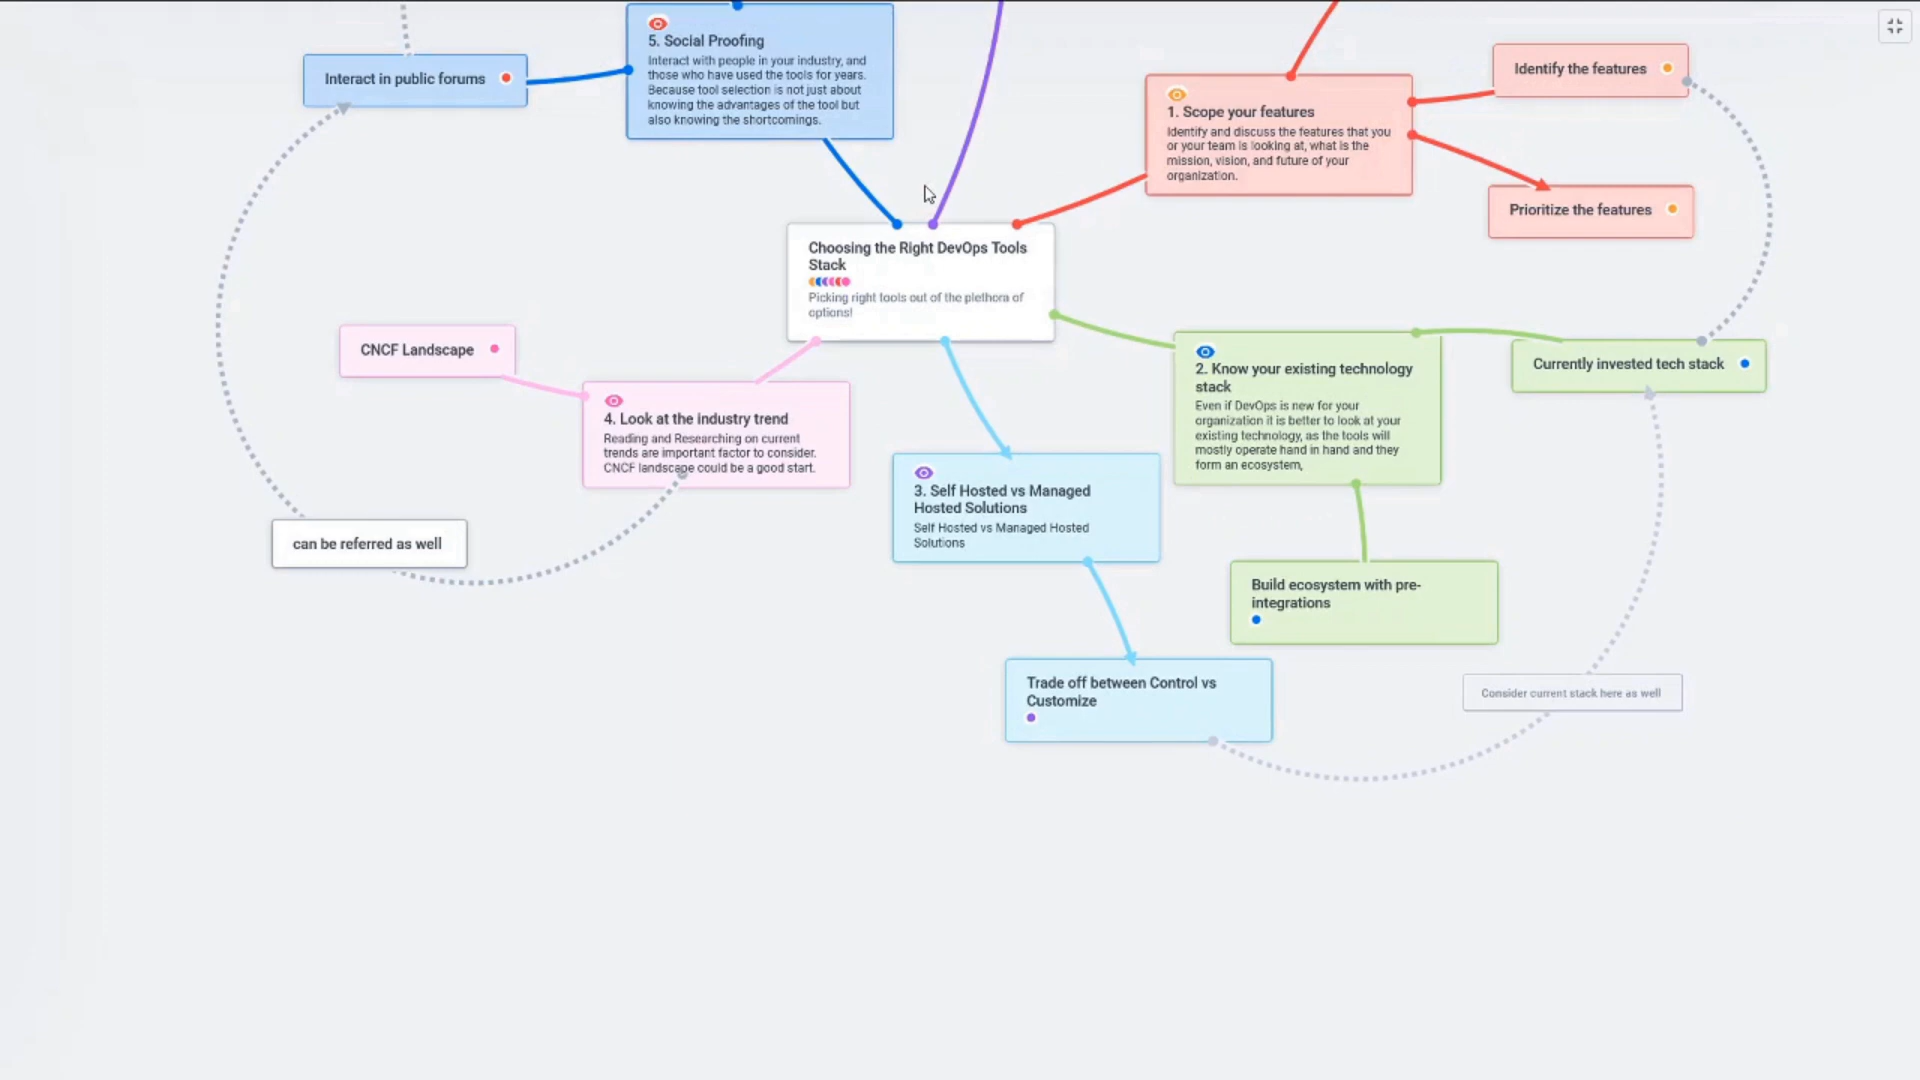 Interact in public forums
5. Social Proofing
Interact with people in your industry, and
those who have used the tools for years.
Because tool selection is not just about
knowing the advantages of the tool but
also knowing the shortcomings.
1. Scope your features
Identify and discuss the features that you
or your team is looking at, what is the
mission, vision, and future of your
organization.
Identify the features
Prioritize the features
Choosing the Right DevOps Tools
Stack
Picking right tools out of the plethora of
options!
CNCF Landscape
4. Look at the industry trend
Reading and Researching on current
trends are important factor to consider.
CNCF landscape could be a good start.
can be referred as well
2. Know your existing technology
stack
Even if DevOps is new for your
organization it is better to look at your
existing technology, as the tools will
mostly operate hand in hand and they
form an ecosystem,
Currently invested tech stack
3. Self Hosted vs Managed
Hosted Solutions
Self Hosted vs Managed Hosted
Solutions
Build ecosystem with pre-
integrations
Trade off between Control vs
Customize
Consider current stack here as well